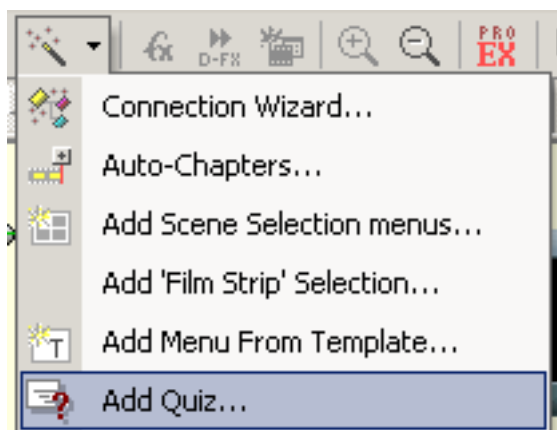 fx D-FX PRO EX
Connection Wizard...
Auto-Chapters...
Add Scene Selection menus...
Add 'Film Strip' Selection...
T Add Menu From Template...
? Add Quiz...